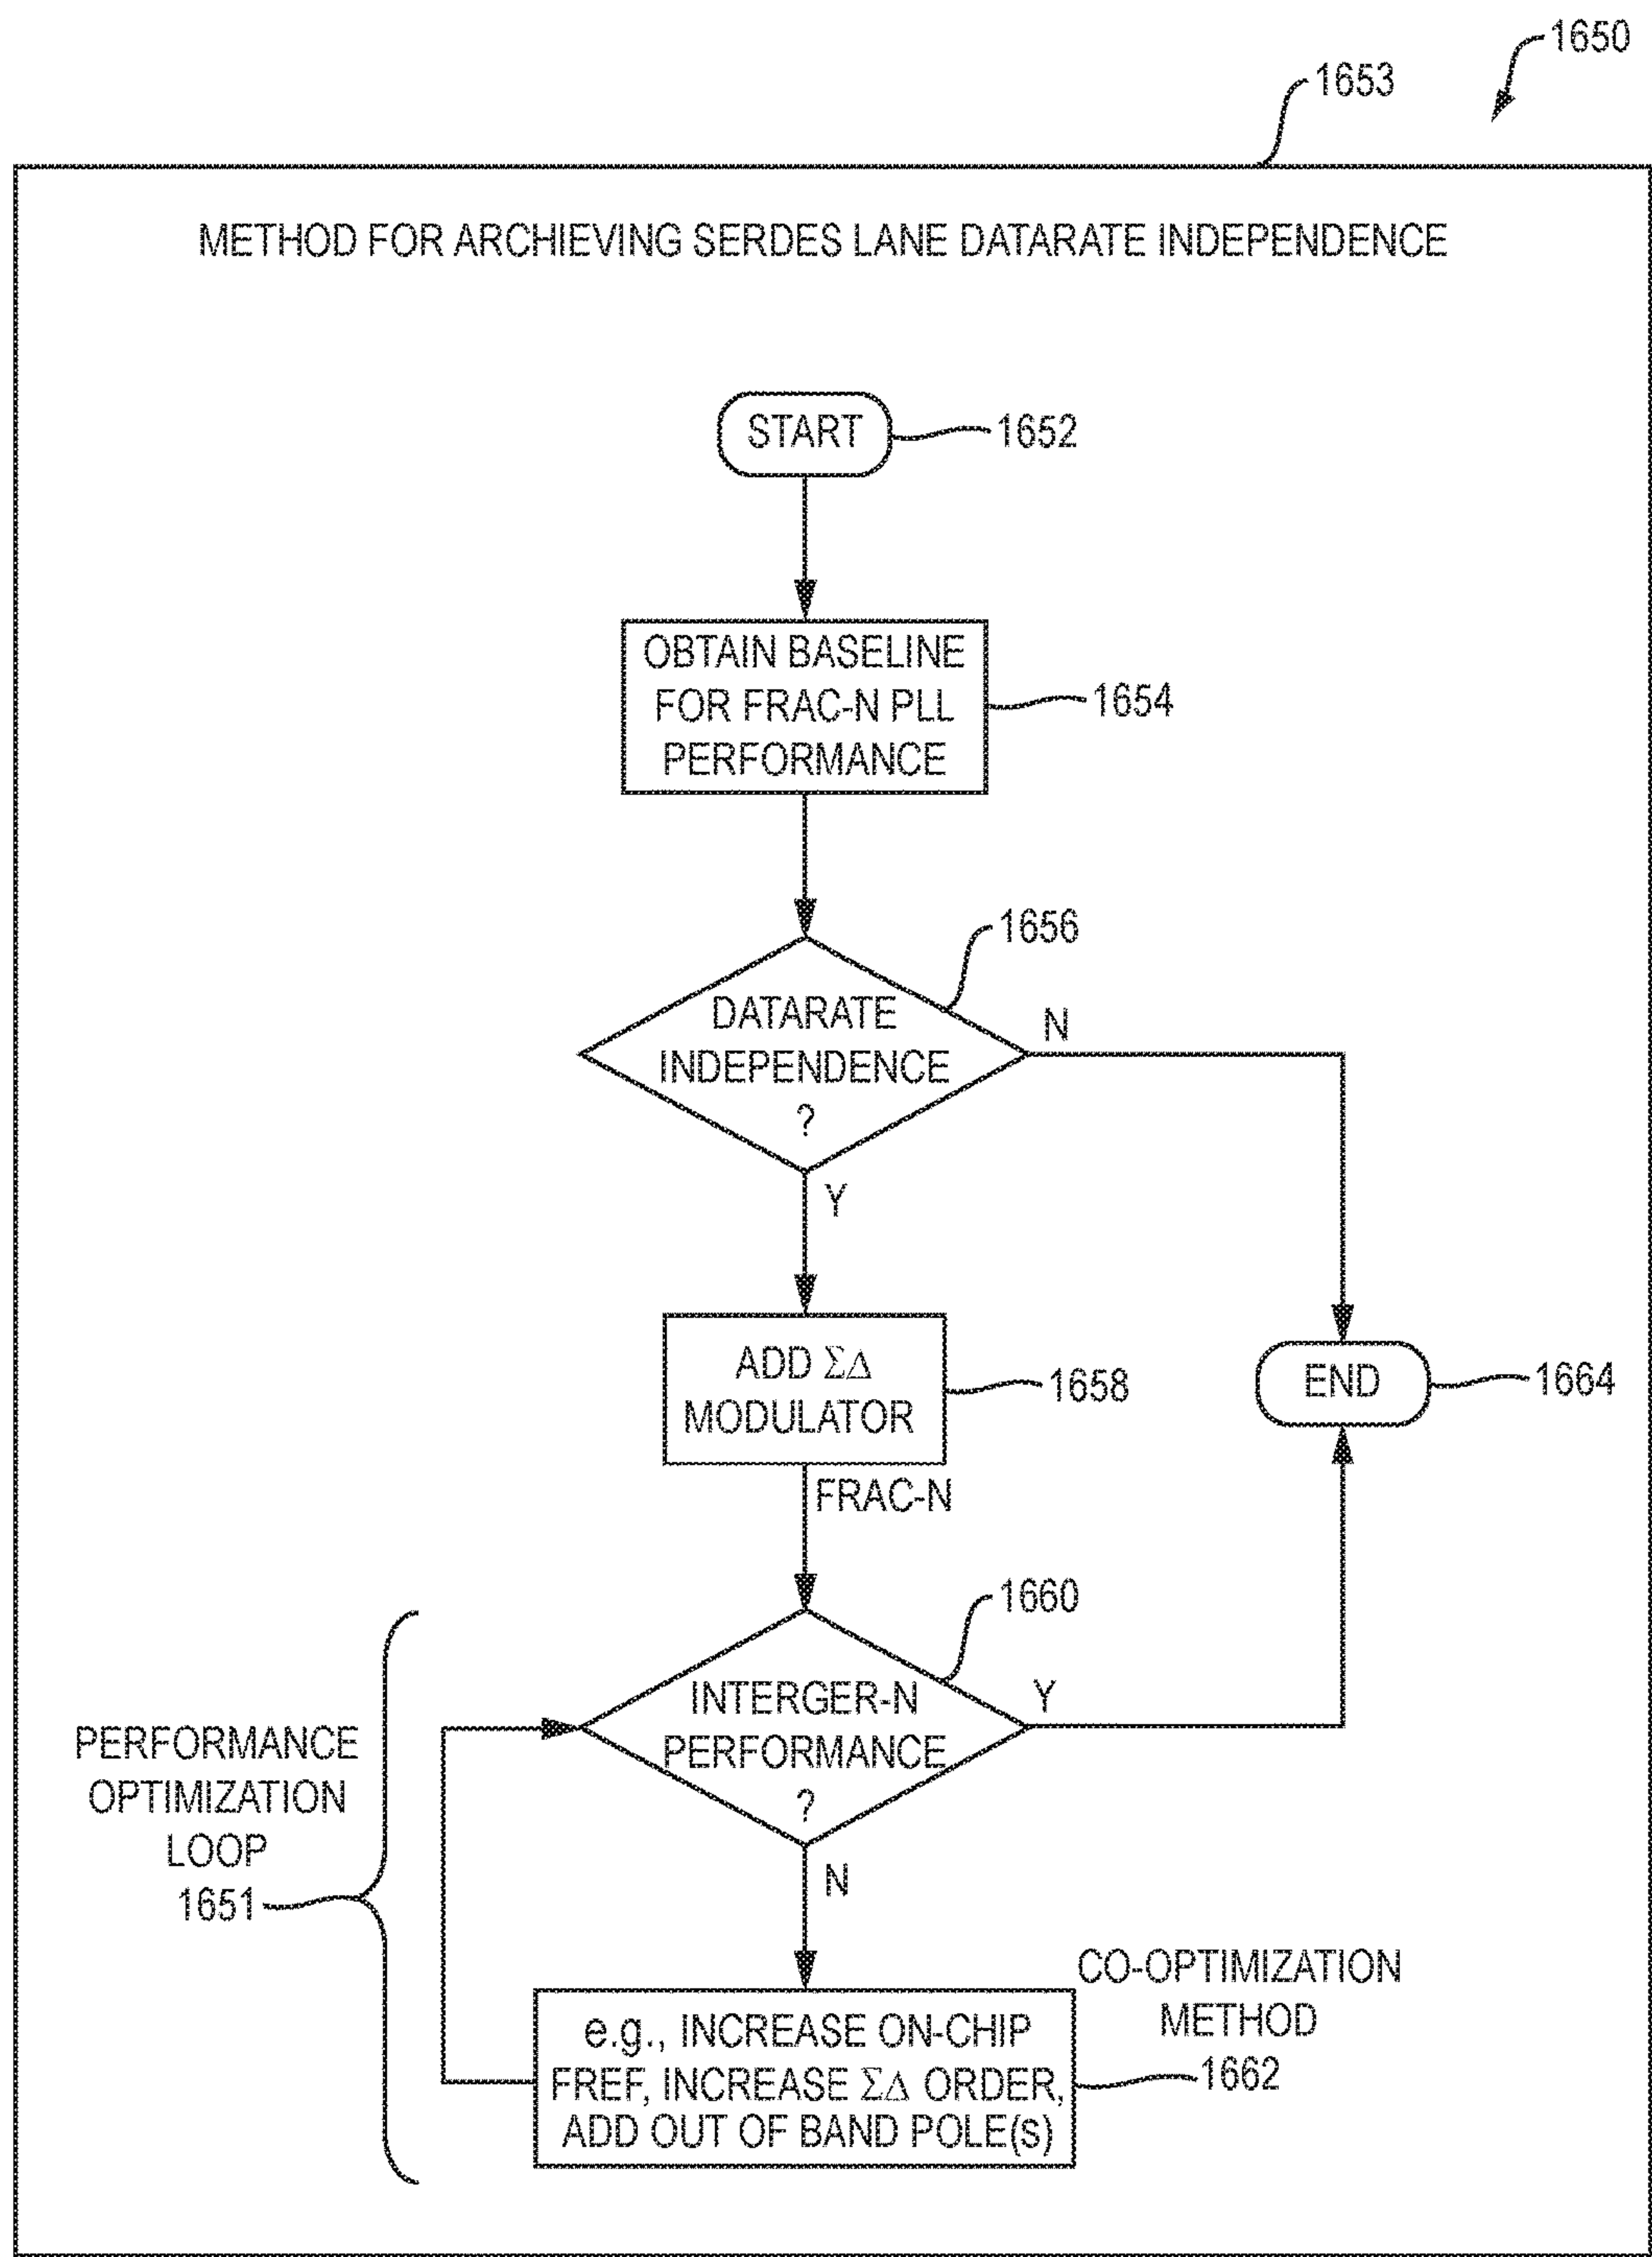 1650
1653
METHOD FOR ARCHIEVING SERDES LANE DATARATE INDEPENDENCE
START
1652
OBTAIN BASELINE
FOR FRAC-N PLL
PERFORMANCE
1654
1656
DATARATE
INDEPENDENCE
?
N
Y
ADD ΣΔ
MODULATOR
1658
END
1664
FRAC-N
1660
INTERGER-N
PERFORMANCE
?
Y
N
PERFORMANCE
OPTIMIZATION
LOOP
1651
CO-OPTIMIZATION
METHOD
1662
e.g., INCREASE ON-CHIP
FREF, INCREASE ΣΔ ORDER,
ADD OUT OF BAND POLE(s)